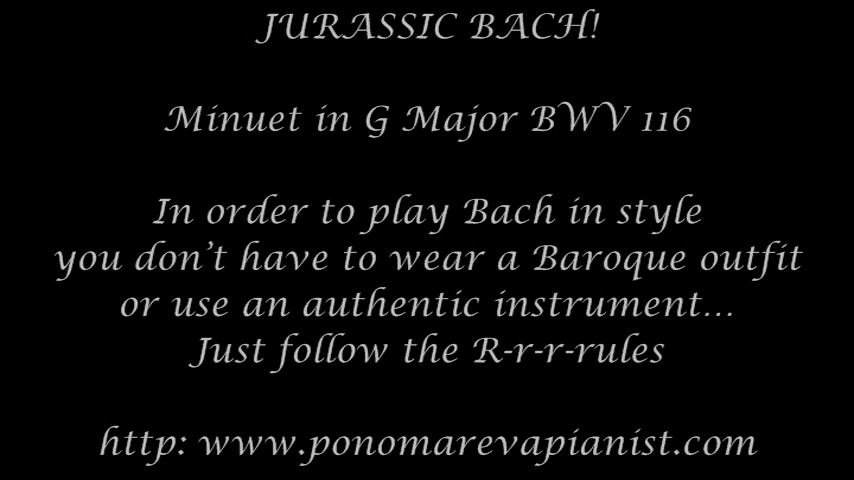 JURASSIC BACH!
Minuet in G Major BWV 116
In order to play Bach in style
you don't have to wear a Baroque outfit
or use an authentic instrument...
Just follow the R-r-r-rules
http: www.ponomarevapianist.com